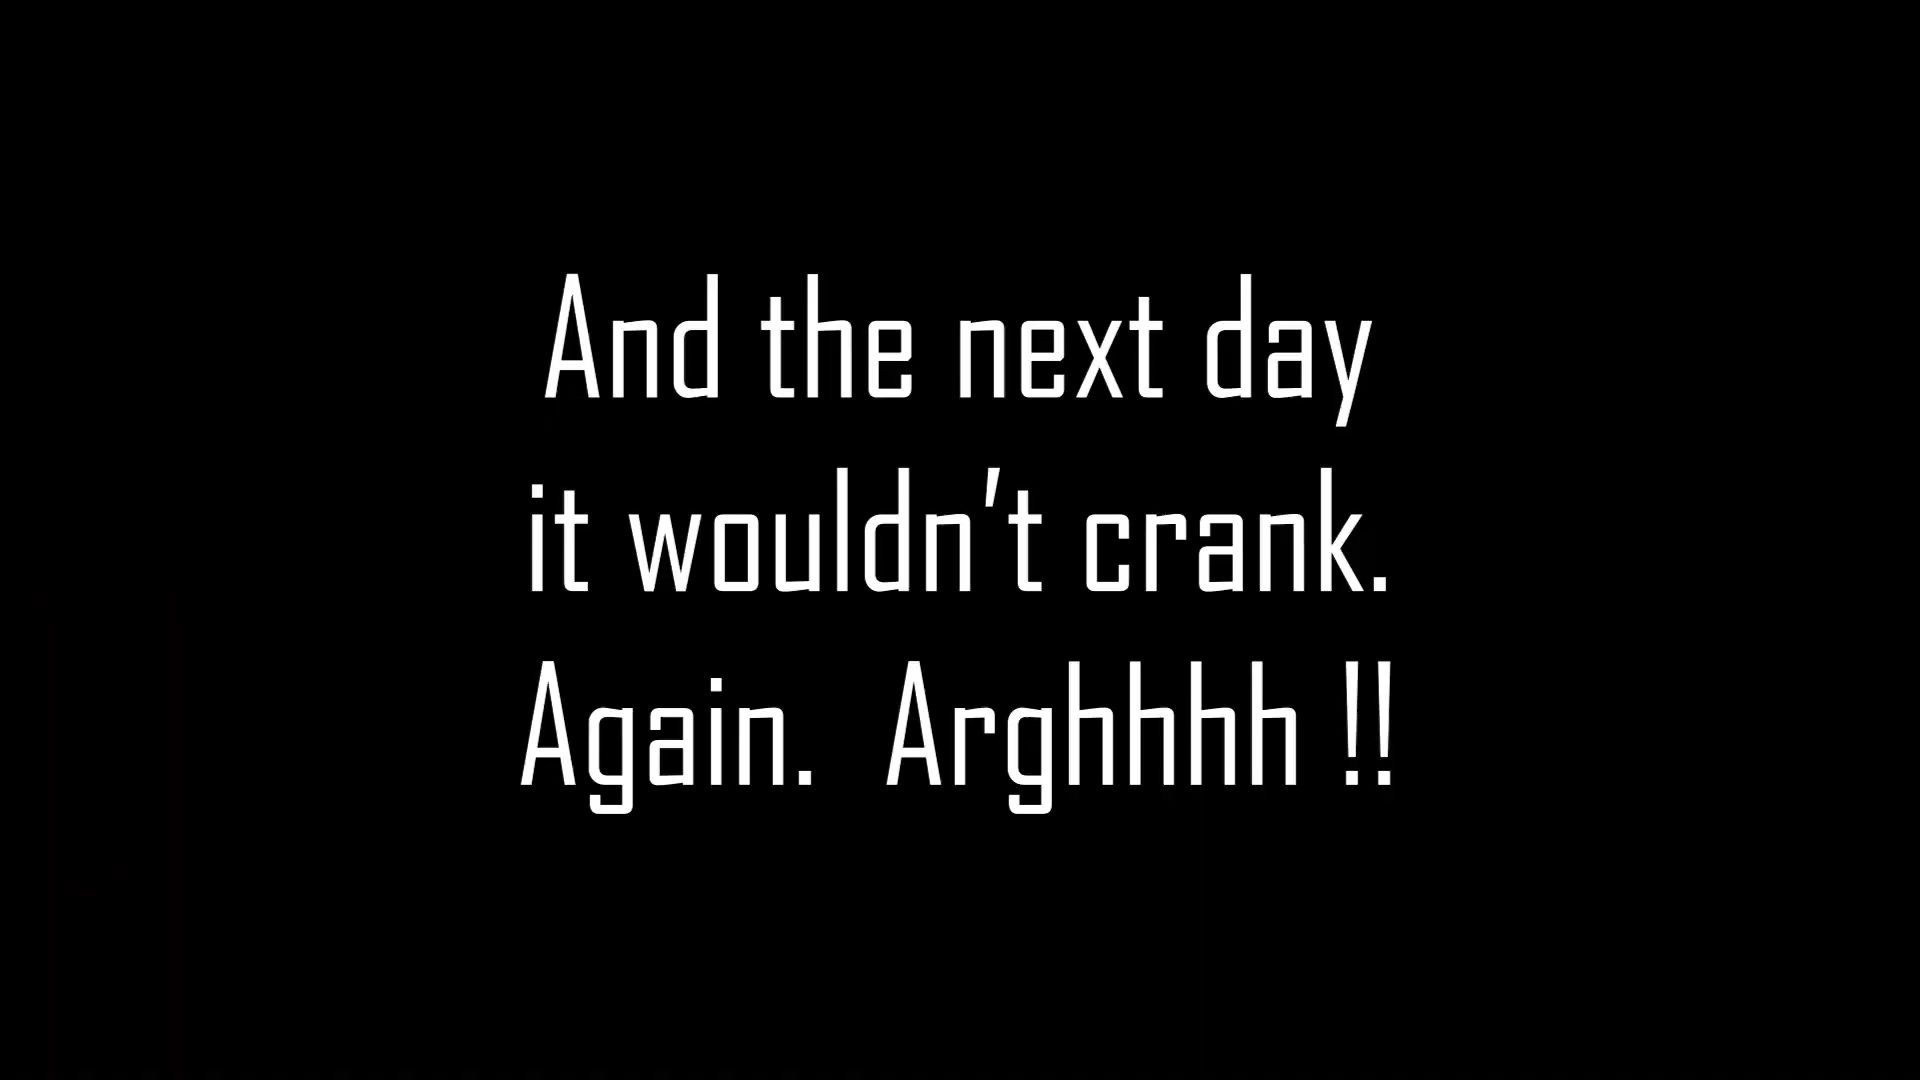 And the next day
it wouldn't crank.
Again.  Arghhhh !!